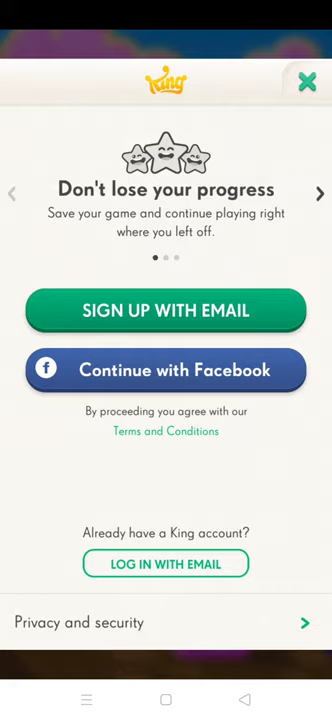 King
Don't lose your progress
Save your game and continue playing right
where you left off.
SIGN UP WITH EMAIL
f Continue with Facebook
By proceeding you agree with our
Terms and Conditions
Already have a King account?
LOG IN WITH EMAIL
Privacy and security